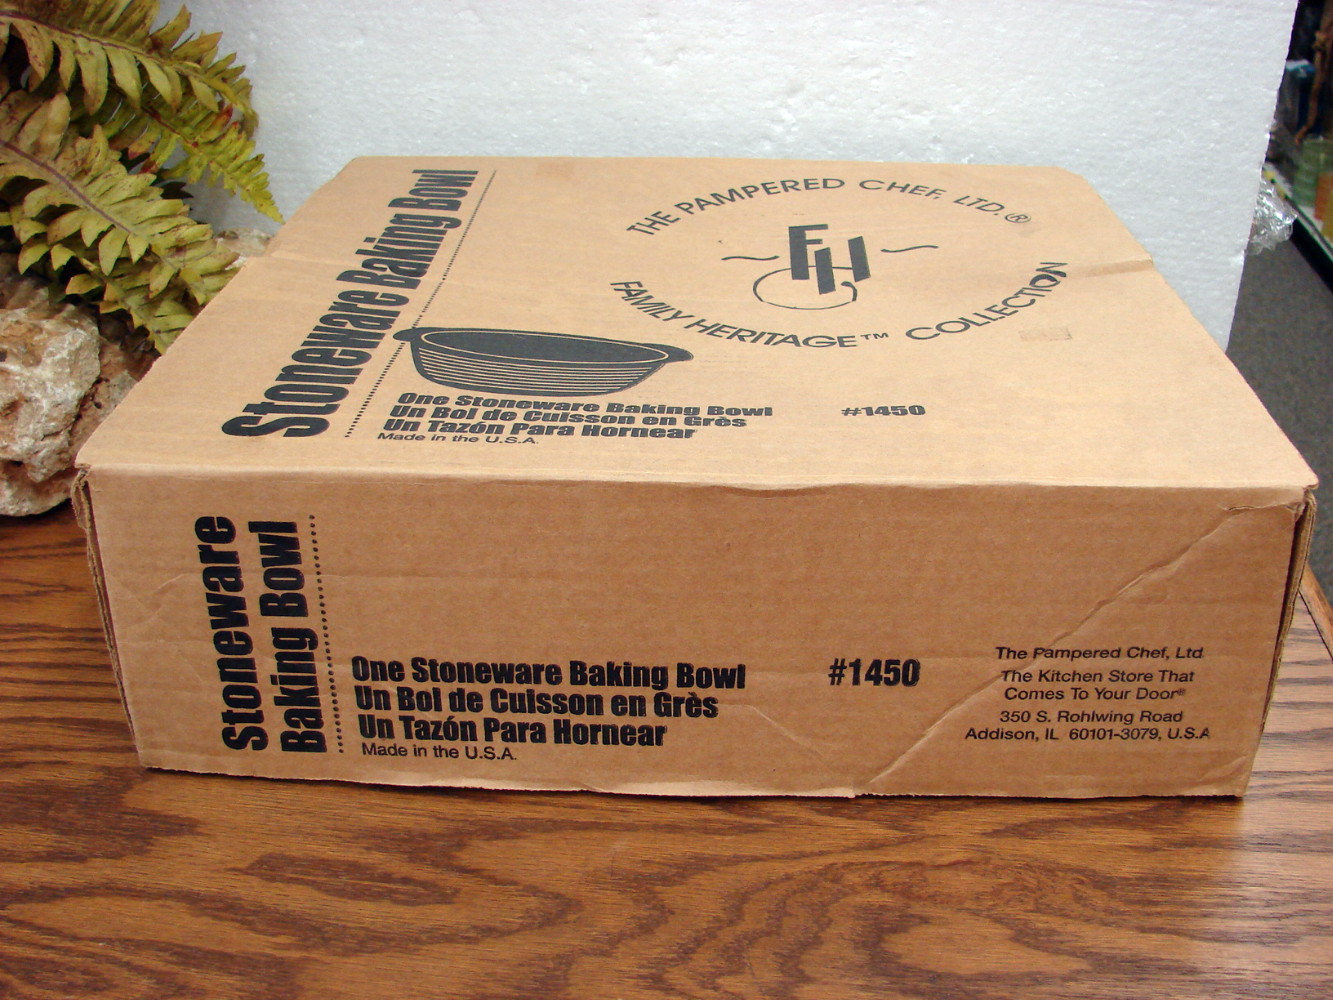 Stoneware Baking Bowl
THE PAMPERED CHEF, LTD.®
FH
FAMILY HERITAGE™ COLLECTION
One Stoneware Baking Bowl
Un Bol de Cuisson en Grès
Un Tazón Para Hornear
Made in the U.S.A.
#1450
Stoneware
Baking Bowl
One Stoneware Baking Bowl
Un Bol de Cuisson en Grès
Un Tazón Para Hornear
Made in the U.S.A.
#1450
The Pampered Chef, Ltd.
The Kitchen Store That
Comes To Your Door®
350 S. Rohlwing Road
Addison, IL 60101-3079, U.S.A.